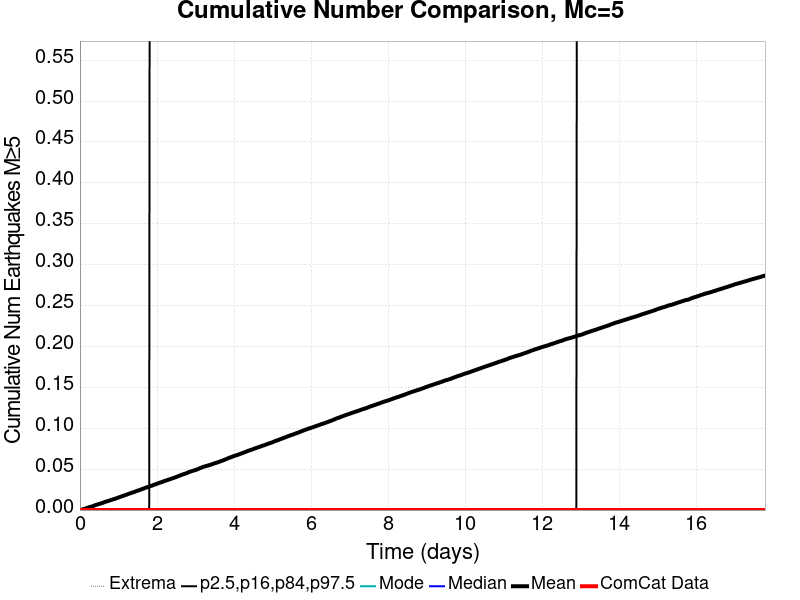 Cumulative Number Comparison, Mc=5
Cumulative Num Earthquakes M≥5
0.55
0.50
0.45
0.40
0.35
0.30
0.25
0.20
0.15
0.10
0.05
0.00
0 2 4 6 8 10 12 14 16
Time (days)
Extrema p2.5,p16,p84,p97.5 Mode Median Mean ComCat Data